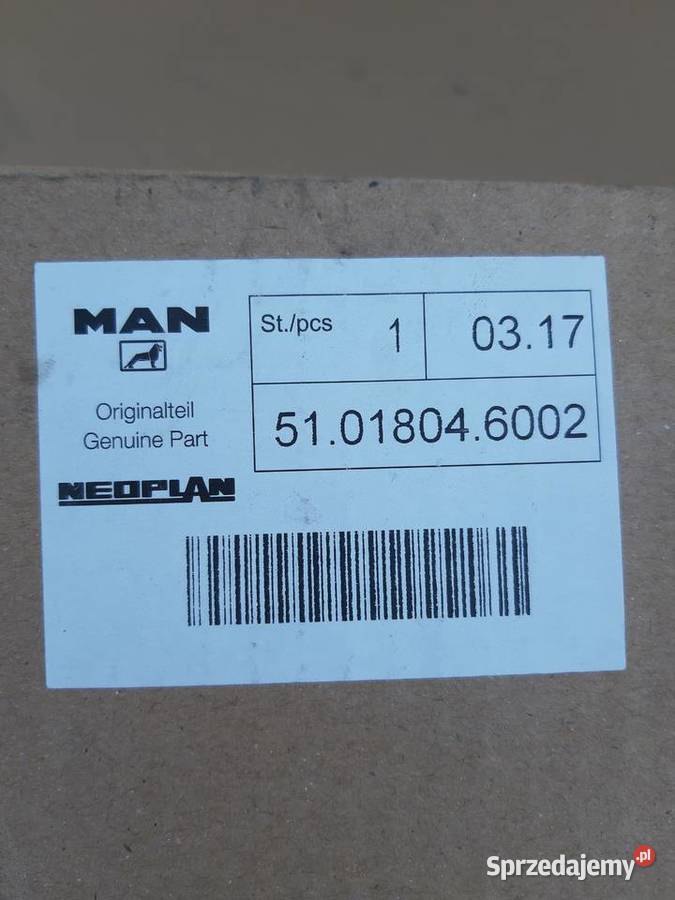 MAN
St./pcs 1 03.17
Originalteil
Genuine Part
51.01804.6002
NEOPLAN
Sprzedajemy.pl